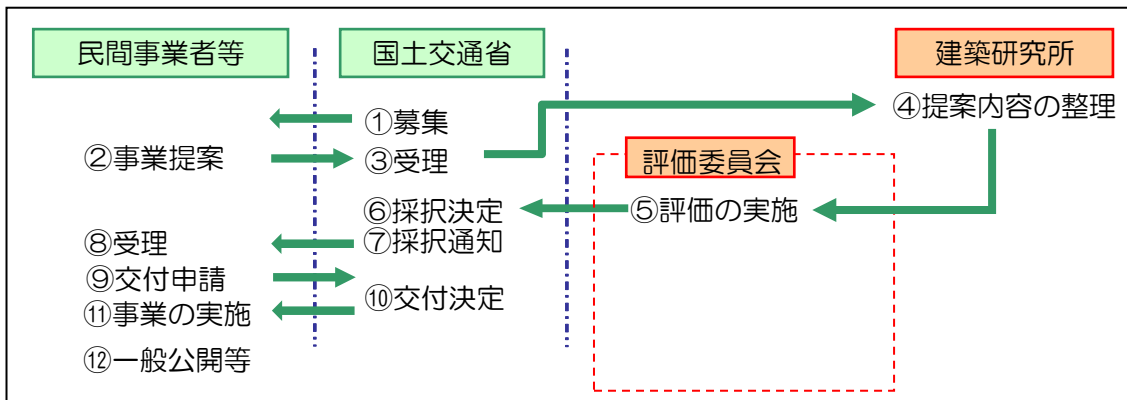 民間事業者等
国土交通省
建築研究所
①募集
④提案内容の整理
②事業提案
③受理
評価委員会
⑥採択決定
⑤評価の実施
⑧受理
⑦採択通知
⑨交付申請
⑩交付決定
⑪事業の実施
⑫一般公開等